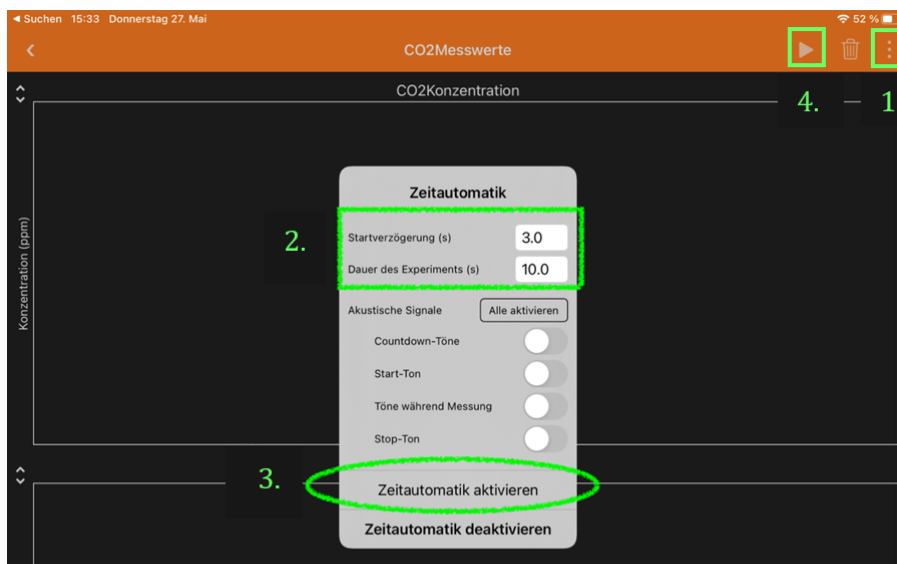 ◄ Suchen 15:33 Donnerstag 27. Mai 52 %
CO2Messwerte
CO2Konzentration
4. 1
Konzentration (ppm)
Zeitautomatik
2.
Startverzögerung (s) 3.0
Dauer des Experiments (s) 10.0
Akustische Signale Alle aktivieren
Countdown-Töne
Start-Ton
Töne während Messung
Stop-Ton
3.
Zeitautomatik aktivieren
Zeitautomatik deaktivieren